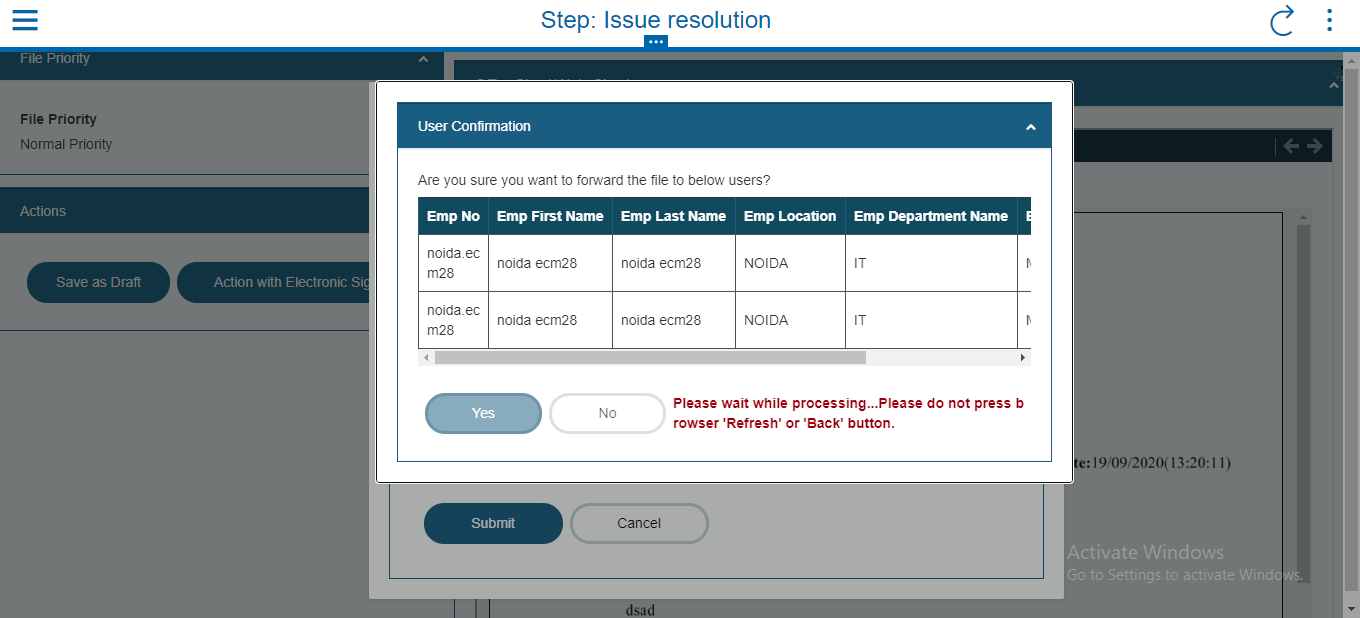 Step: Issue resolution
File Priority
File Priority
Normal Priority
Actions
Save as Draft
Action with Electronic Sig
User Confirmation
Are you sure you want to forward the file to below users?
Emp No Emp First Name Emp Last Name Emp Location Emp Department Name
noida.ec
m28
noida ecm28 noida ecm28 NOIDA IT
noida.ec
m28
noida ecm28 noida ecm28 NOIDA IT
Yes No
Please wait while processing...Please do not press b
rowser 'Refresh' or 'Back' button.
te:19/09/2020(13:20:11)
Submit Cancel
Activate Windows
Go to Settings to activate Windows.
dsad